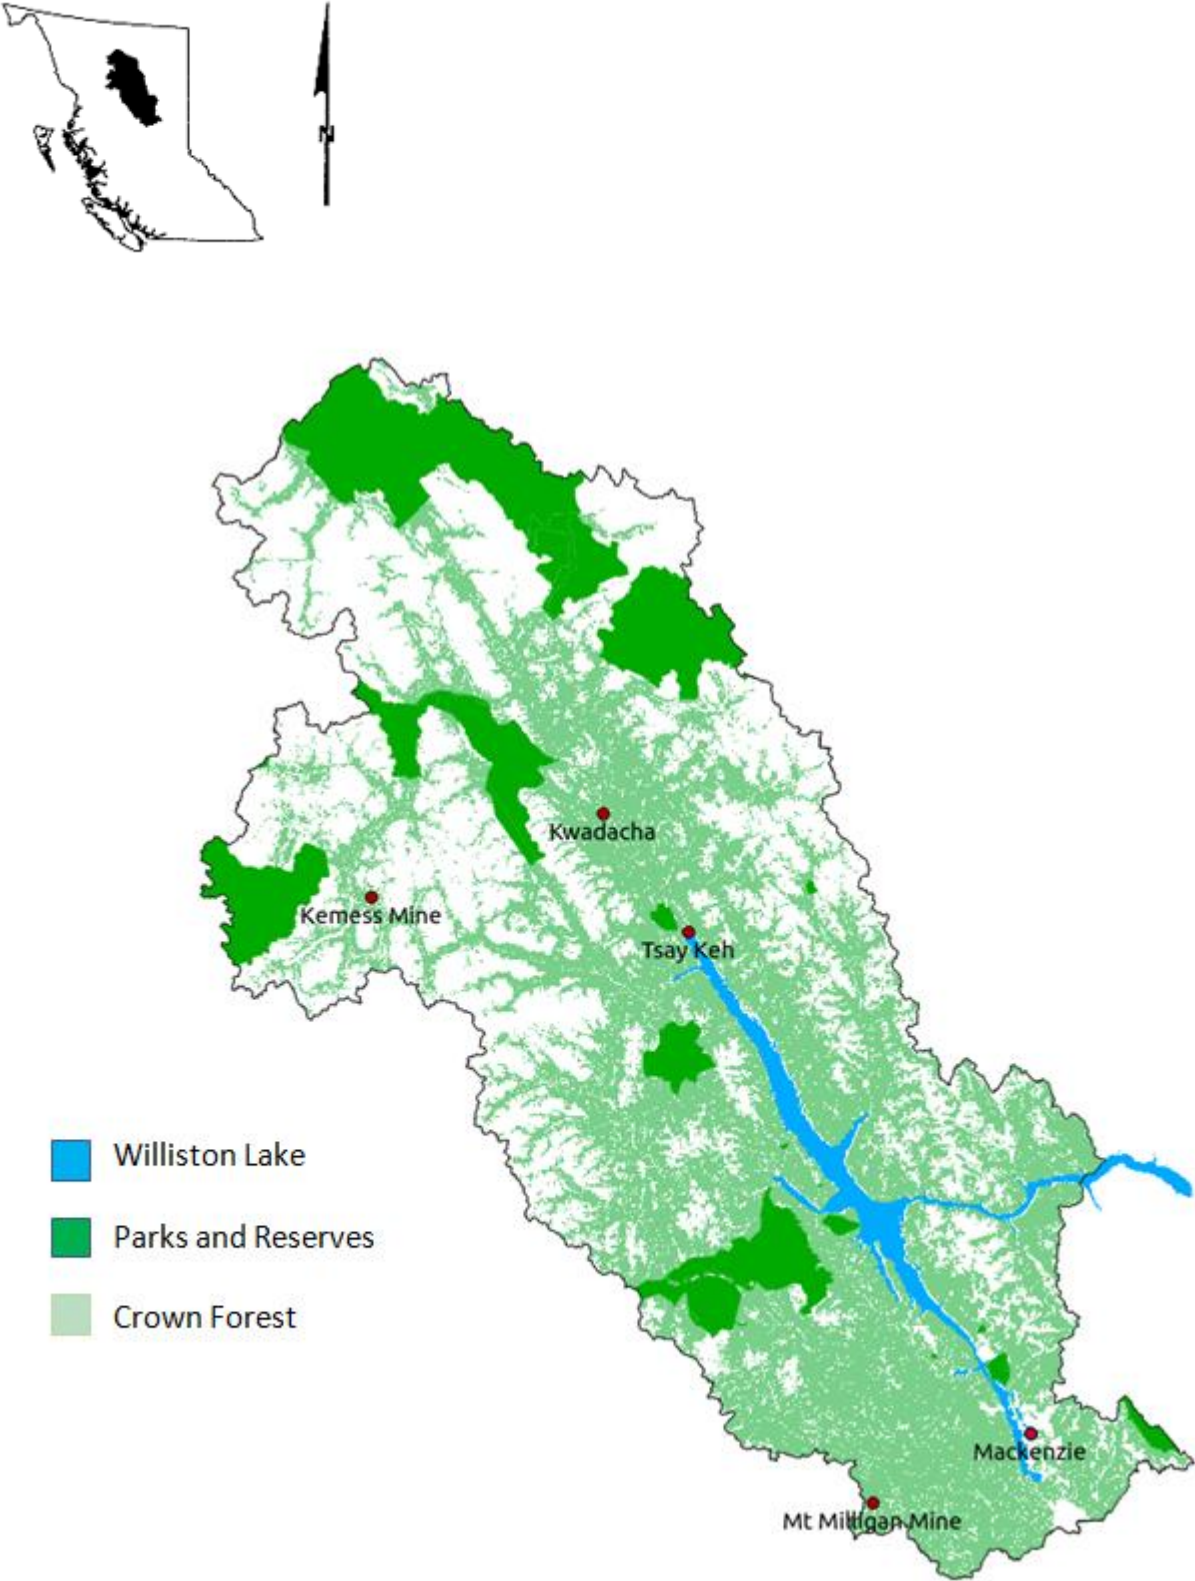 N
Kwadacha
Kemess Mine
Tsay Keh
Williston Lake
Parks and Reserves
Crown Forest
Mackenzie
Mt Milligan Mine